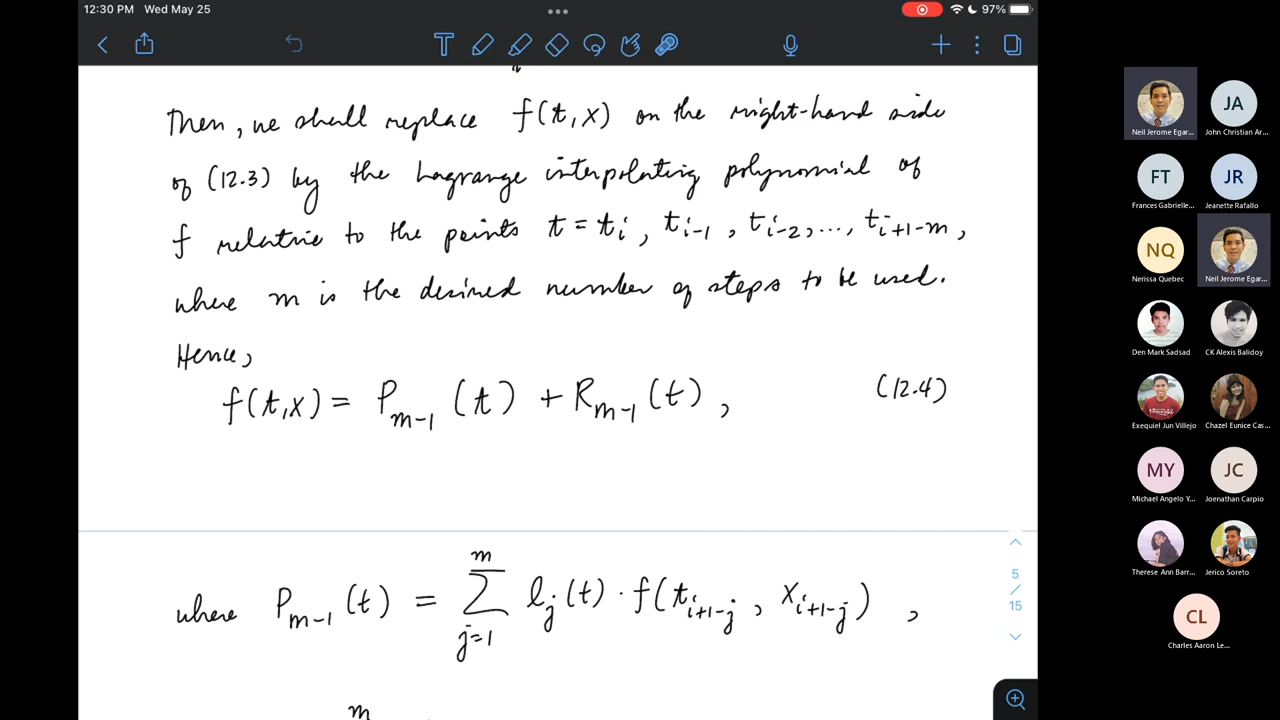 12:30 PM Wed May 25
97%
Then, we shall replace f(t,x) on the right-hand side
of (12.3) by the Lagrange interpolating polynomial of
f relative to the points t = t_i, t_{i-1}, t_{i-2}, ..., t_{i+1-m},
where m is the desired number of steps to be used.
Hence,
f(t,x) = P_{m-1}(t) + R_{m-1}(t), (12.4)
where P_{m-1}(t) = \sum_{j=1}^{m} l_j(t) · f(t_{i+1-j}, x_{i+1-j}),
m
5
/
15
Neil Jerome Egar...
JA
John Christian Ar...
FT
Frances Gabrielle...
JR
Jeanette Rafallo
NQ
Nerissa Quebec
Neil Jerome Egar...
Den Mark Sadsad
CK Alexis Balidoy
Exequiel Jun Villejo
Chazel Eunice Cas...
MY
Michael Angelo Y...
JC
Joenathan Carpio
Therese Ann Barr...
Jerico Soreto
CL
Charles Aaron Le...